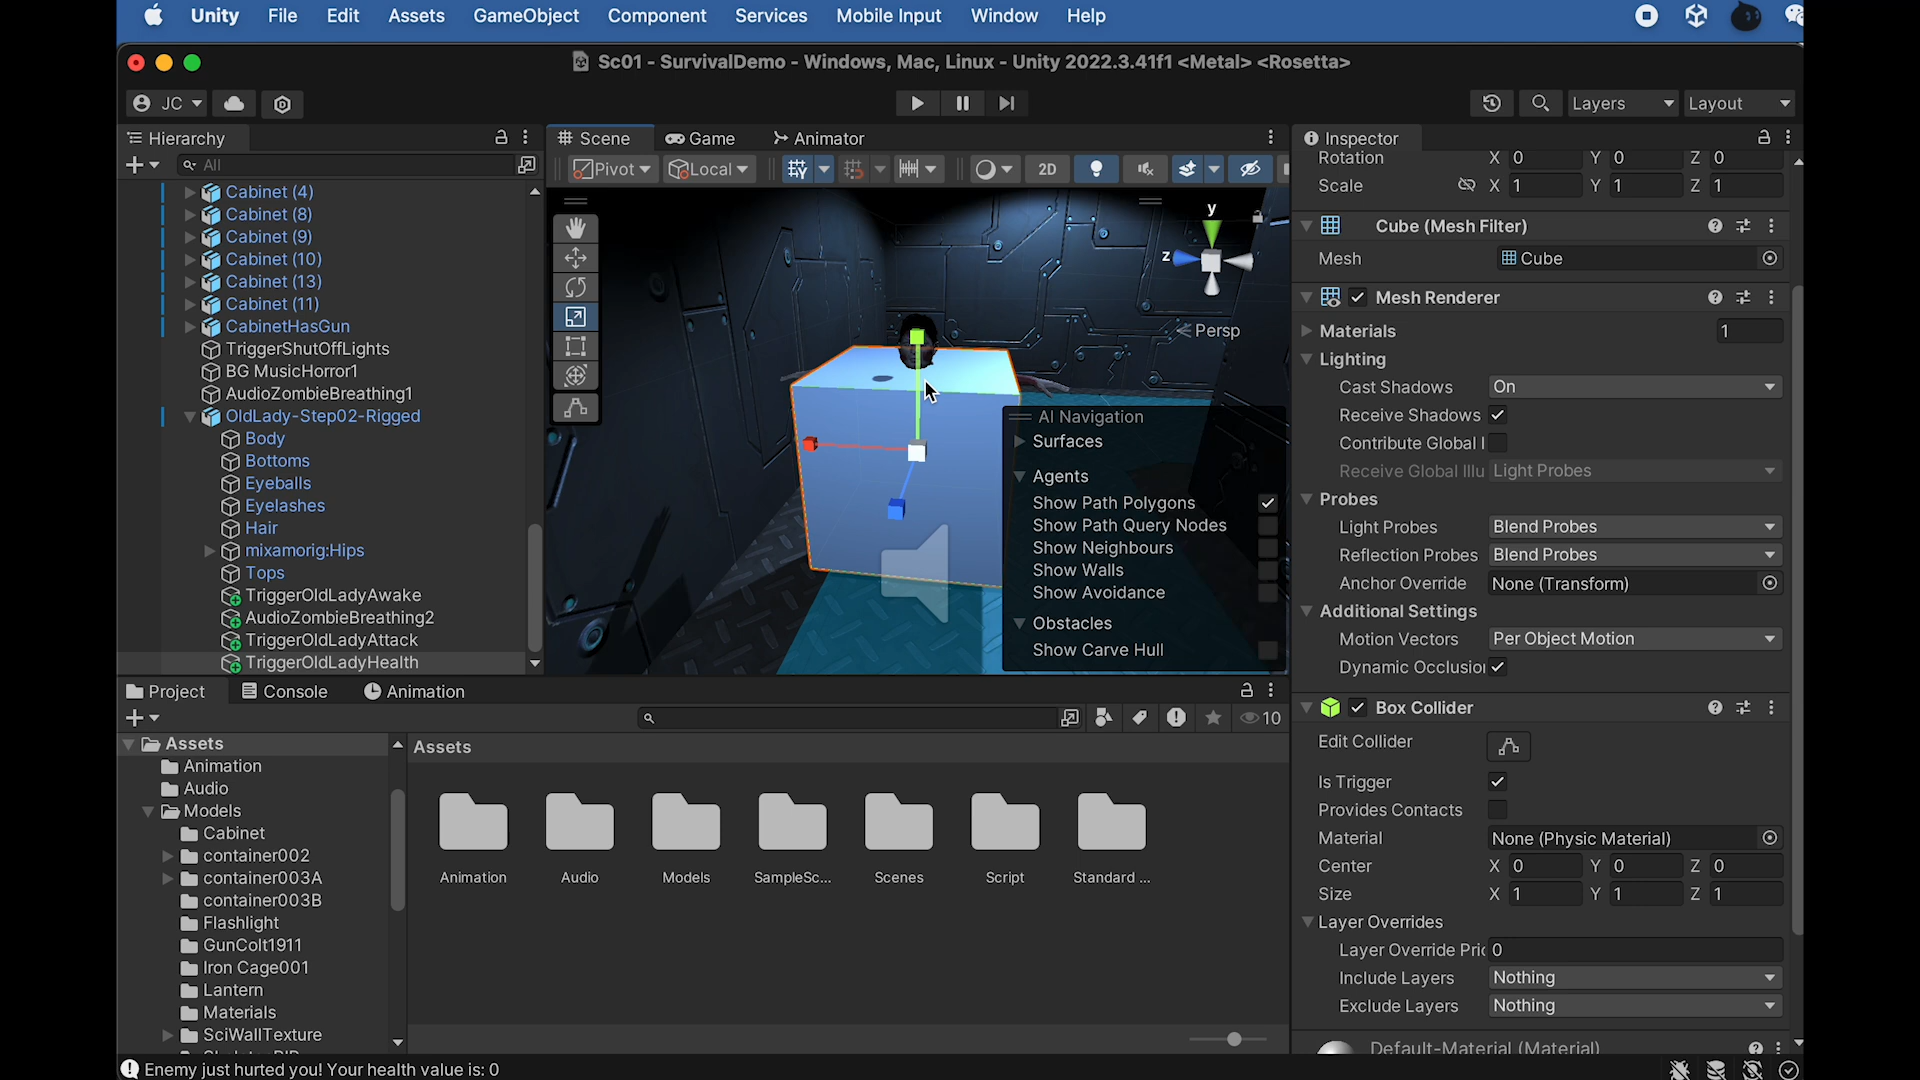 Unity File Edit Assets GameObject Component Services Mobile Input Window Help
Sc01 - SurvivalDemo - Windows, Mac, Linux - Unity 2022.3.41f1 <Metal> <Rosetta>
JC
Layers
Layout
Hierarchy
All
Cabinet (4)
Cabinet (8)
Cabinet (9)
Cabinet (10)
Cabinet (13)
Cabinet (11)
CabinetHasGun
TriggerShutOffLights
BG MusicHorror1
AudioZombieBreathing1
OldLady-Step02-Rigged
Body
Bottoms
Eyeballs
Eyelashes
Hair
mixamorig:Hips
Tops
TriggerOldLadyAwake
AudioZombieBreathing2
TriggerOldLadyAttack
TriggerOldLadyHealth
Scene Game Animator
Pivot Local 2D
y
z
Persp
AI Navigation
Surfaces
Agents
Show Path Polygons
Show Path Query Nodes
Show Neighbours
Show Walls
Show Avoidance
Obstacles
Show Carve Hull
Inspector
Rotation X 0 Y 0 Z 0
Scale X 1 Y 1 Z 1
Cube (Mesh Filter)
Mesh Cube
Mesh Renderer
Materials 1
Lighting
Cast Shadows On
Receive Shadows
Contribute Global I
Receive Global Illu Light Probes
Probes
Light Probes Blend Probes
Reflection Probes Blend Probes
Anchor Override None (Transform)
Additional Settings
Motion Vectors Per Object Motion
Dynamic Occlusion
Box Collider
Edit Collider
Is Trigger
Provides Contacts
Material None (Physic Material)
Center X 0 Y 0 Z 0
Size X 1 Y 1 Z 1
Layer Overrides
Layer Override Pric 0
Include Layers Nothing
Exclude Layers Nothing
Default-Material (Material)
Project Console Animation
10
Assets
Animation
Audio
Models
Cabinet
container002
container003A
container003B
Flashlight
GunColt1911
Iron Cage001
Lantern
Materials
SciWallTexture
Assets
Animation Audio Models SampleSc... Scenes Script Standard ...
Enemy just hurted you! Your health value is: 0